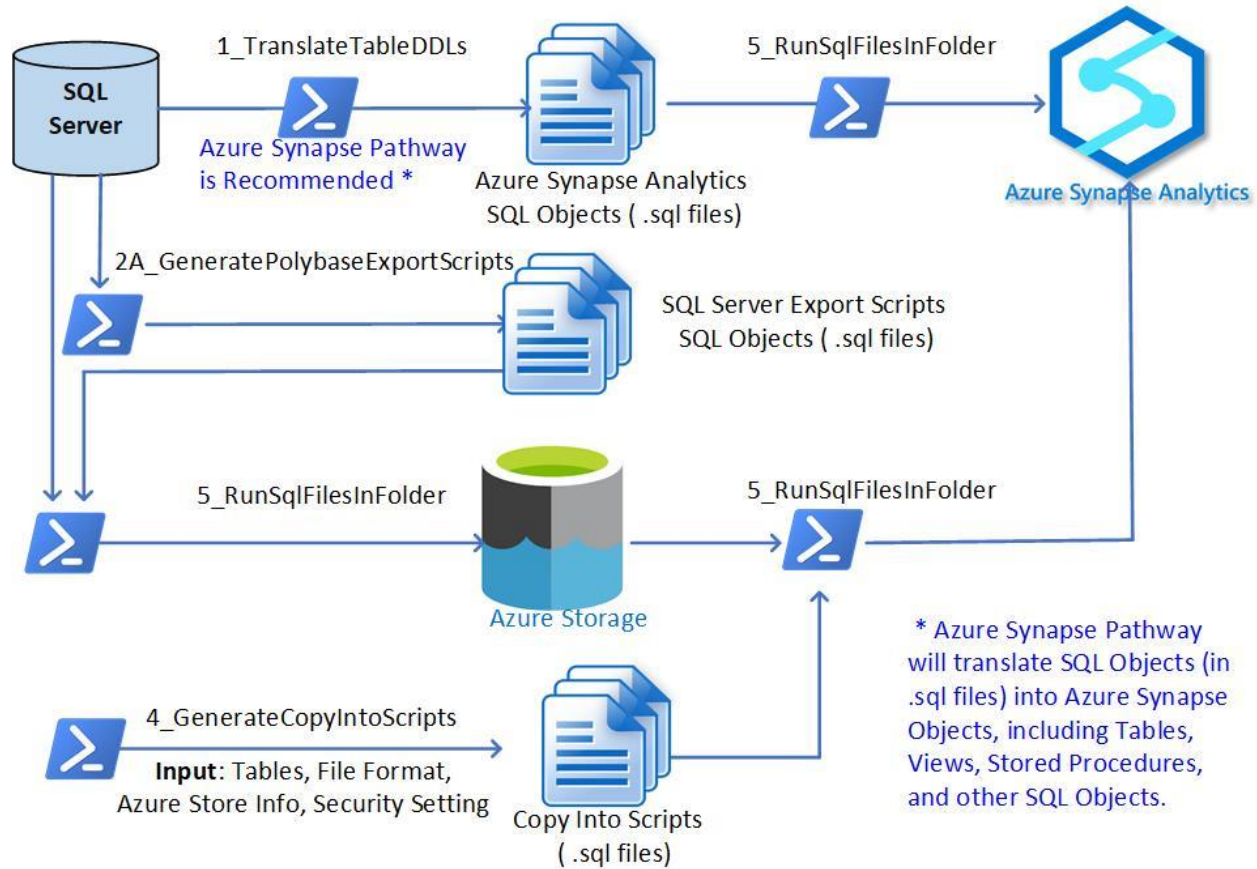 1_TranslateTableDDLs
5_RunSqlFilesInFolder
SQL
Server
Azure Synapse Pathway
is Recommended *
Azure Synapse Analytics
SQL Objects ( .sql files)
Azure Synapse Analytics
2A_GeneratePolybaseExportScripts
SQL Server Export Scripts
SQL Objects ( .sql files)
5_RunSqlFilesInFolder
5_RunSqlFilesInFolder
Azure Storage
* Azure Synapse Pathway
will translate SQL Objects (in
.sql files) into Azure Synapse
Objects, including Tables,
Views, Stored Procedures,
and other SQL Objects.
4_GenerateCopyIntoScripts
Input: Tables, File Format,
Azure Store Info, Security Setting
Copy Into Scripts
( .sql files)